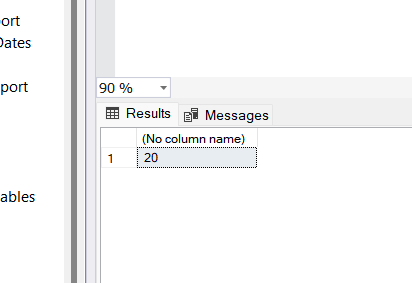 ort
Dates
port
ables
90 %
Results Messages
(No column name)
1 20